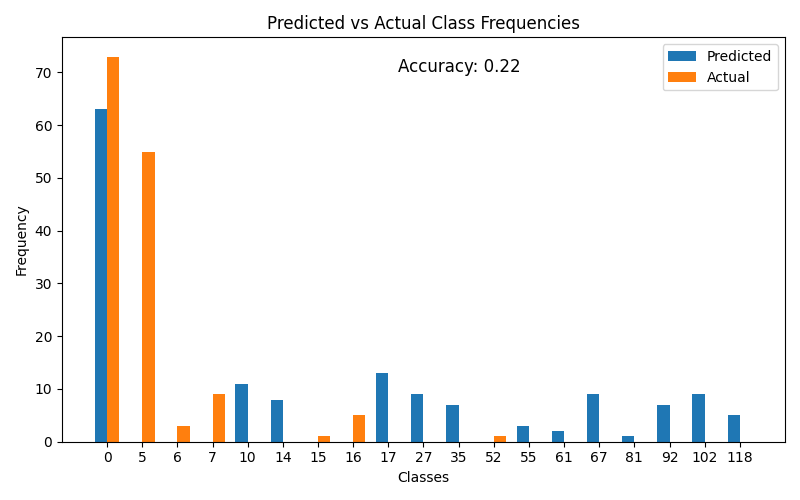 Predicted vs Actual Class Frequencies
Accuracy: 0.22
Predicted
Actual
Frequency
70
60
50
40
30
20
10
0
0 5 6 7 10 14 15 16 17 27 35 52 55 61 67 81 92 102 118
Classes